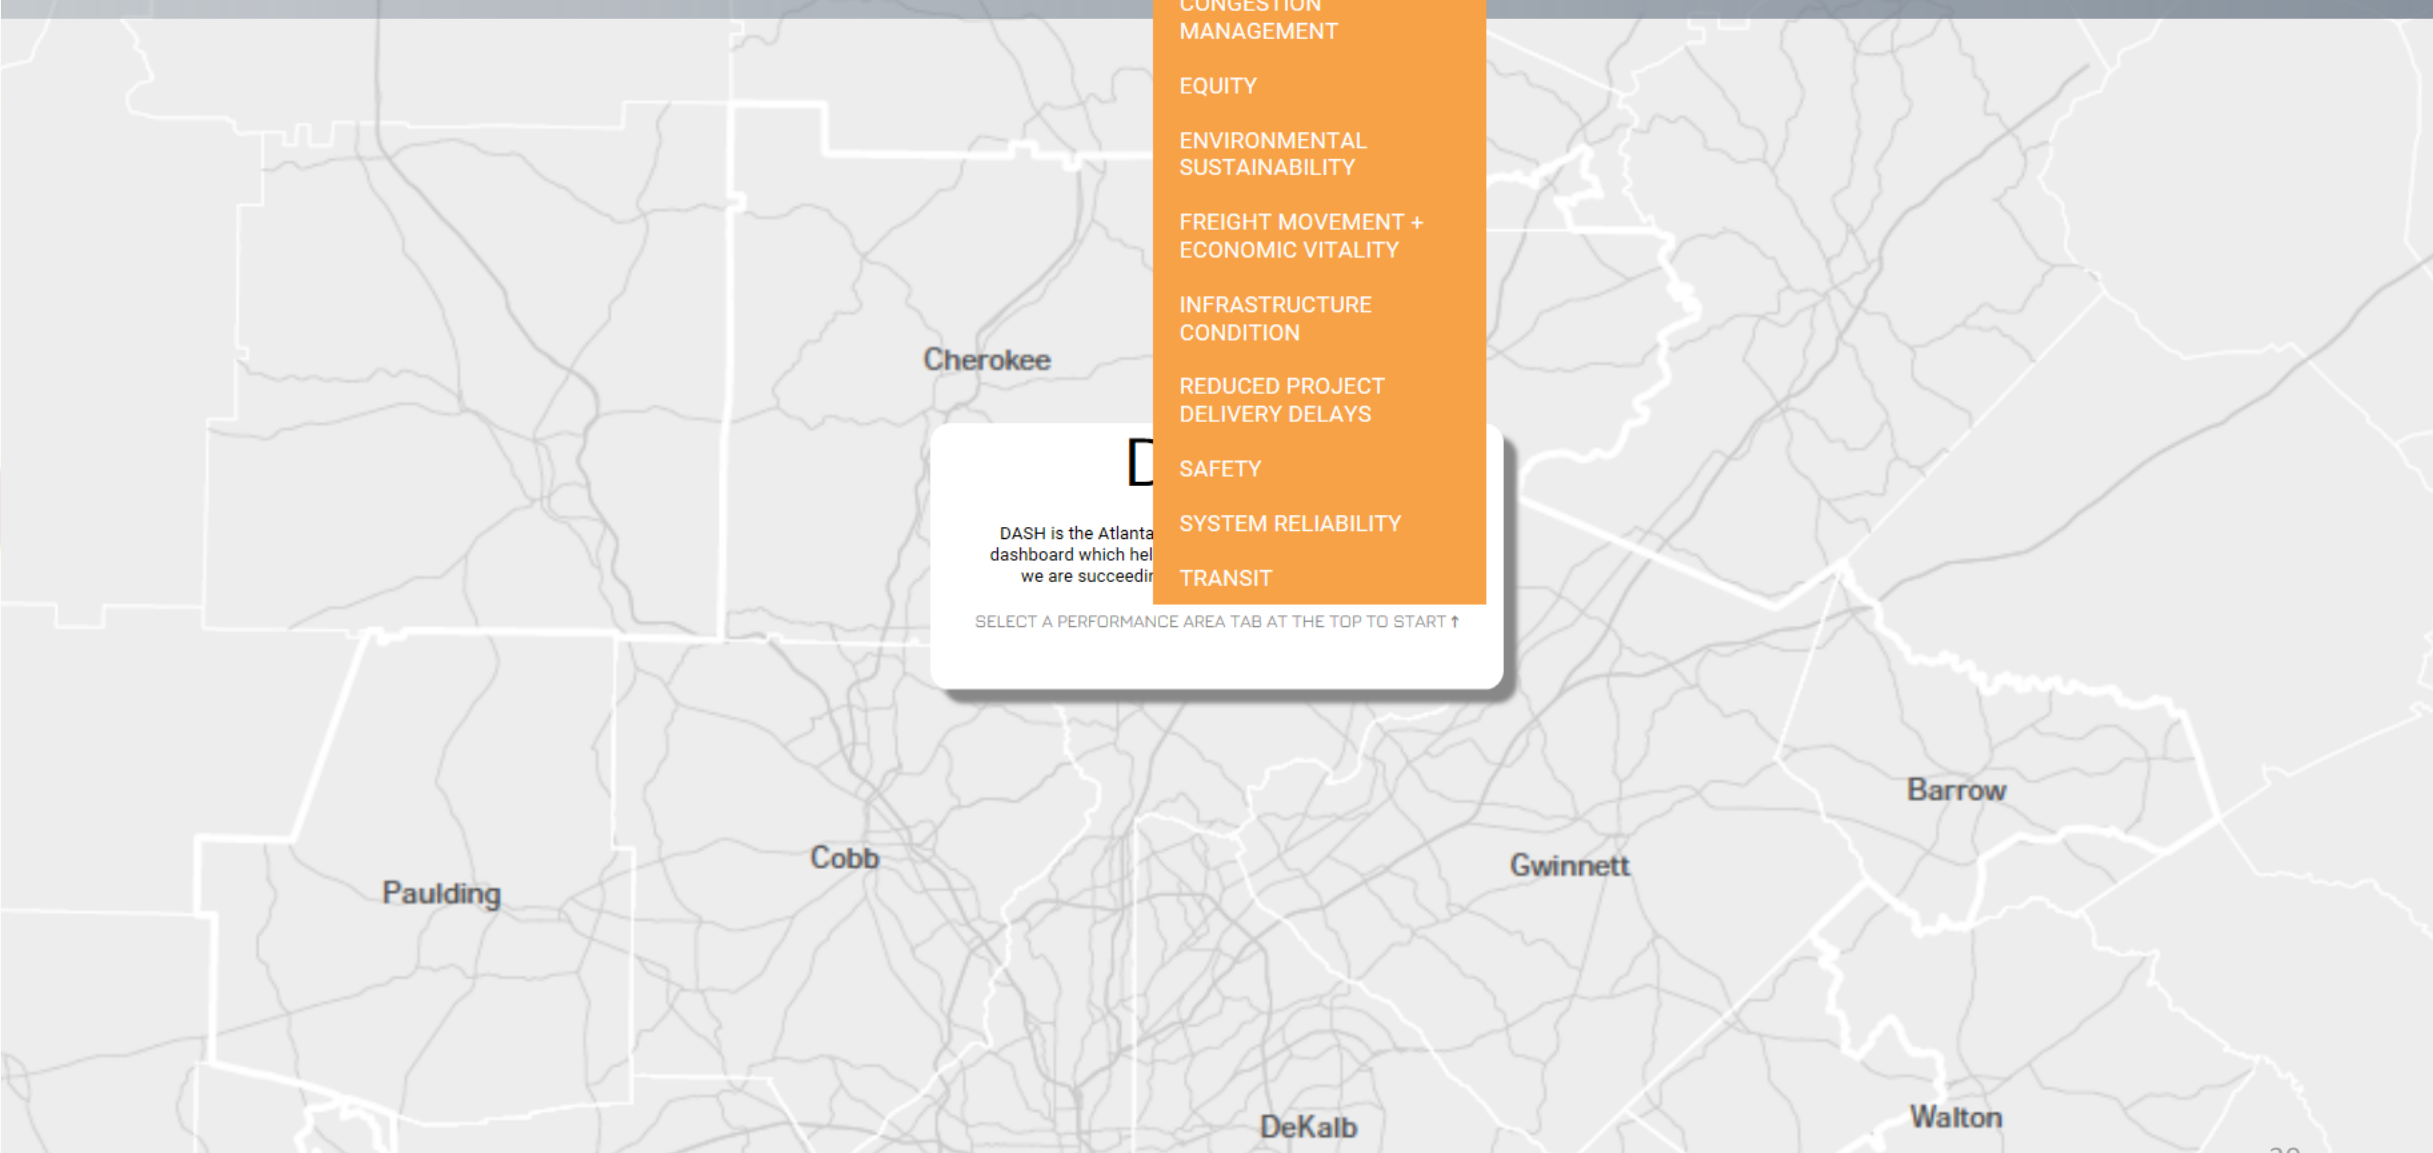 CONGESTION
MANAGEMENT
EQUITY
ENVIRONMENTAL
SUSTAINABILITY
FREIGHT MOVEMENT +
ECONOMIC VITALITY
INFRASTRUCTURE
CONDITION
REDUCED PROJECT
DELIVERY DELAYS
SAFETY
SYSTEM RELIABILITY
TRANSIT
Cherokee
D
DASH is the Atlanta
dashboard which hel
we are succeedin
SELECT A PERFORMANCE AREA TAB AT THE TOP TO START ↑
Barrow
Cobb
Gwinnett
Paulding
Walton
DeKalb